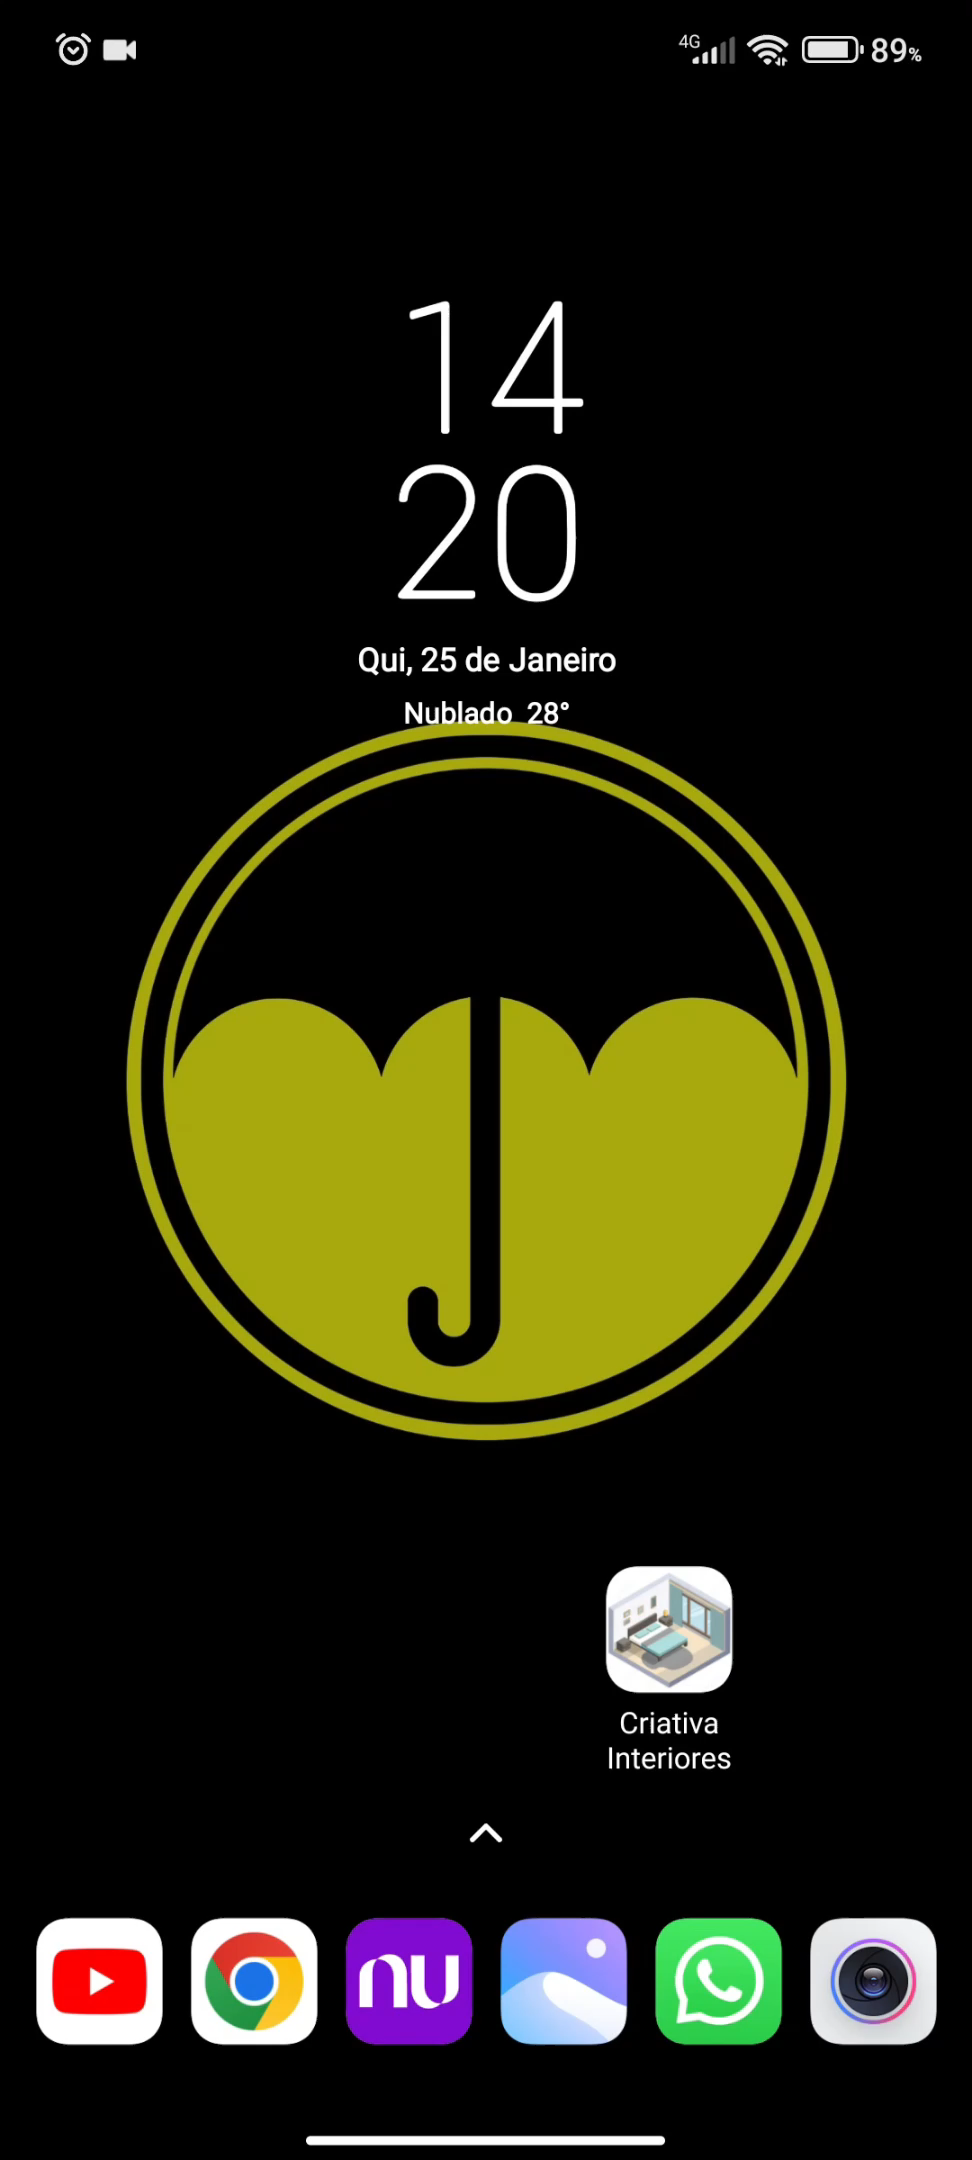 4G 89%
14
20
Qui, 25 de Janeiro
Nublado 28°
Criativa
Interiores
nu